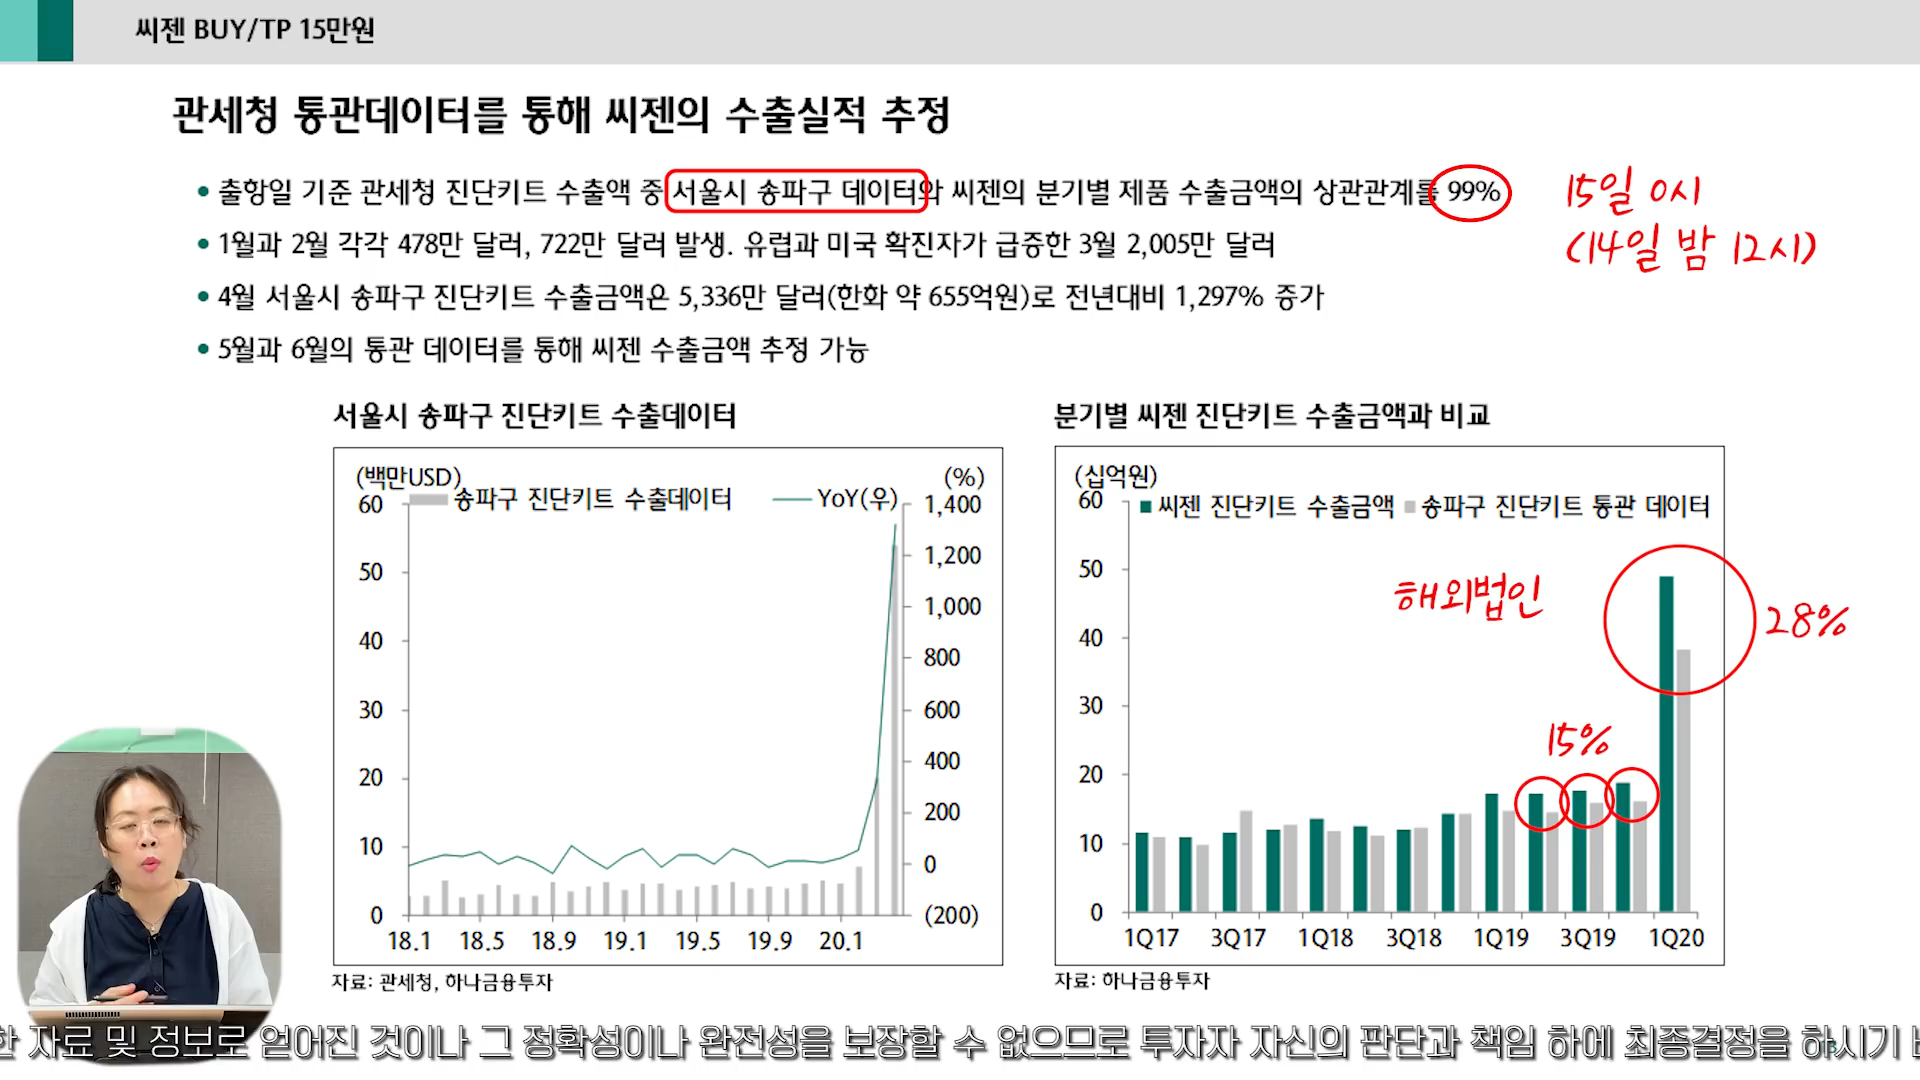 씨젠 BUY/TP 15만원
관세청 통관데이터를 통해 씨젠의 수출실적 추정
• 출항일 기준 관세청 진단키트 수출액 중 서울시 송파구 데이터와 씨젠의 분기별 제품 수출금액의 상관관계를 99%
15일 0시
(14일 밤 12시)
• 1월과 2월 각각 478만 달러, 722만 달러 발생. 유럽과 미국 확진자가 급증한 3월 2,005만 달러
• 4월 서울시 송파구 진단키트 수출금액은 5,336만 달러(한화 약 655억원)로 전년대비 1,297% 증가
• 5월과 6월의 통관 데이터를 통해 씨젠 수출금액 추정 가능
서울시 송파구 진단키트 수출데이터
(백만USD) (%)
송파구 진단키트 수출데이터 YoY(우)
60 1,400
50 1,200
1,000
40 800
30 600
20 400
200
10 0
0 (200)
18.1 18.5 18.9 19.1 19.5 19.9 20.1
자료: 관세청, 하나금융투자
분기별 씨젠 진단키트 수출금액과 비교
(십억원)
씨젠 진단키트 수출금액 송파구 진단키트 통관 데이터
60
50
40
30
20
10
0
해외법인
28%
15%
1Q17 3Q17 1Q18 3Q18 1Q19 3Q19 1Q20
자료: 하나금융투자
한 자료 및 정보로 얻어진 것이나 그 정확성이나 완전성을 보장할 수 없으므로 투자자 자신의 판단과 책임 하에 최종결정을 하시기